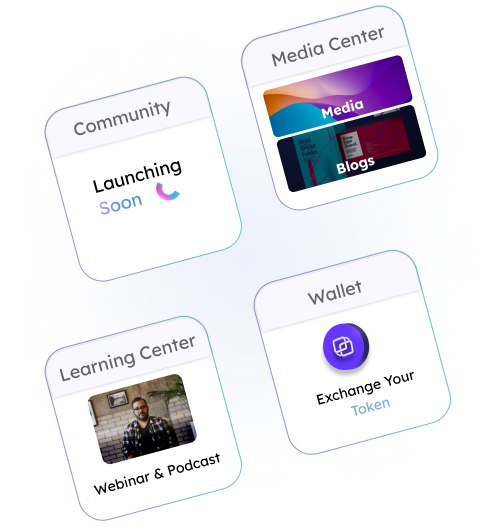 Community
Launching
Soon
Media Center
Media
Blogs
Learning Center
Webinar & Podcast
Wallet
Exchange Your
Token